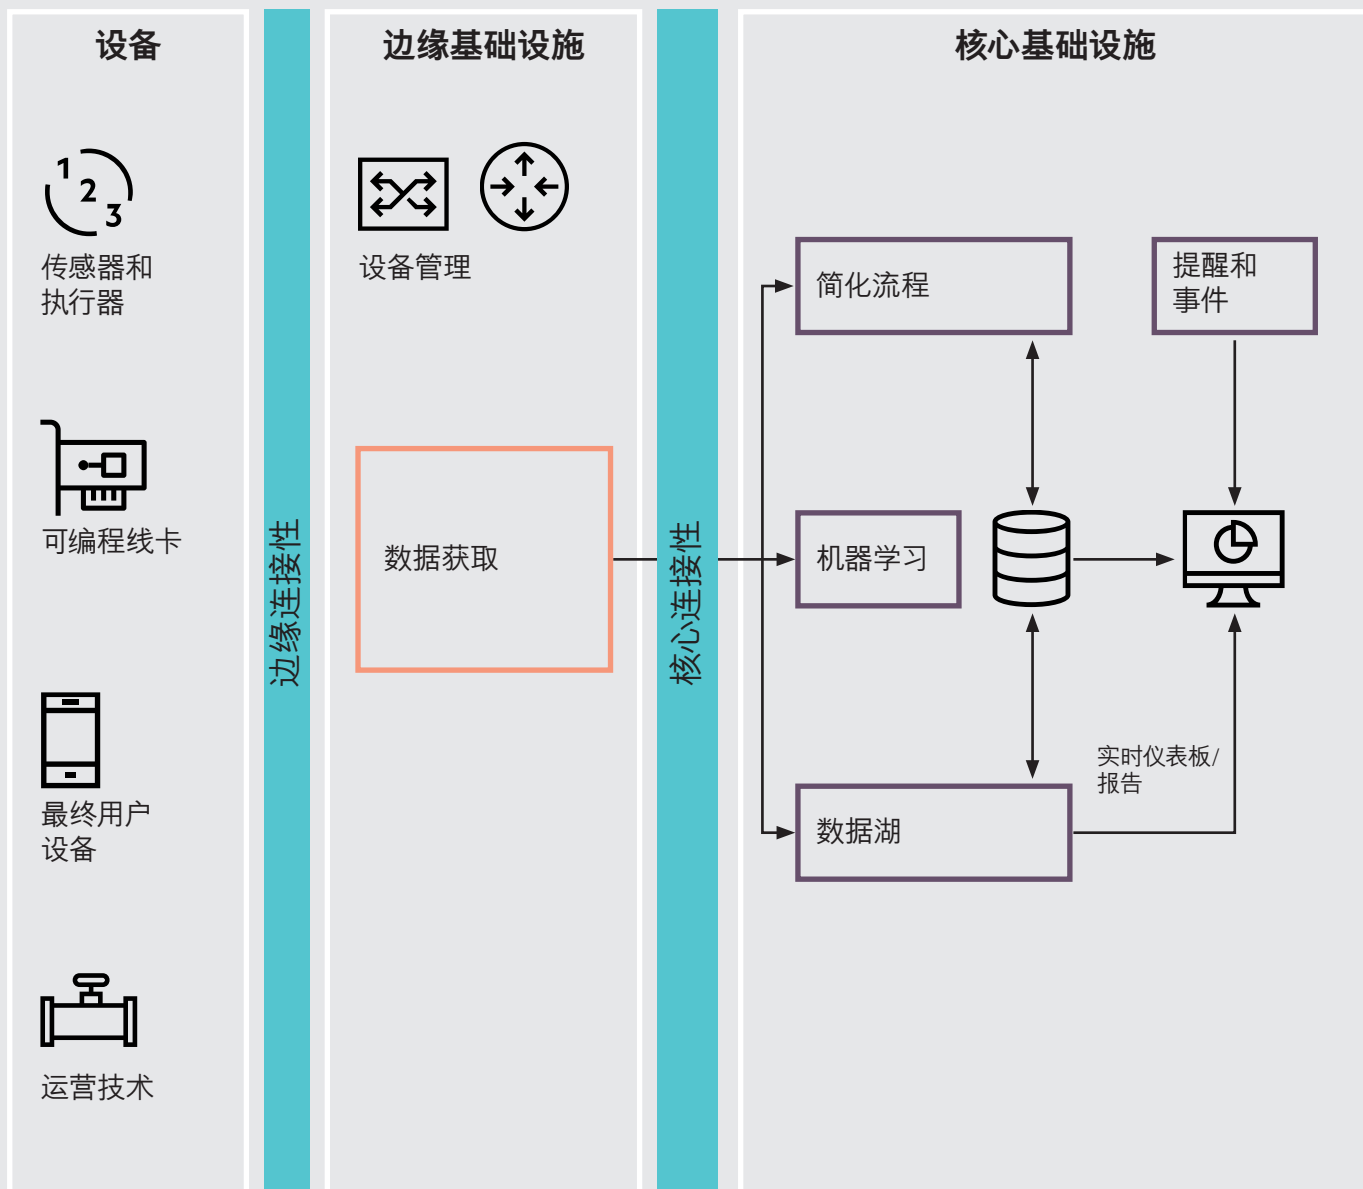 设备
传感器和
执行器
1
2
3
可编程线卡
最终用户
设备
运营技术
边缘连接性
边缘基础设施
设备管理
数据获取
核心连接性
核心基础设施
简化流程
提醒和
事件
机器学习
实时仪表板/
报告
数据湖